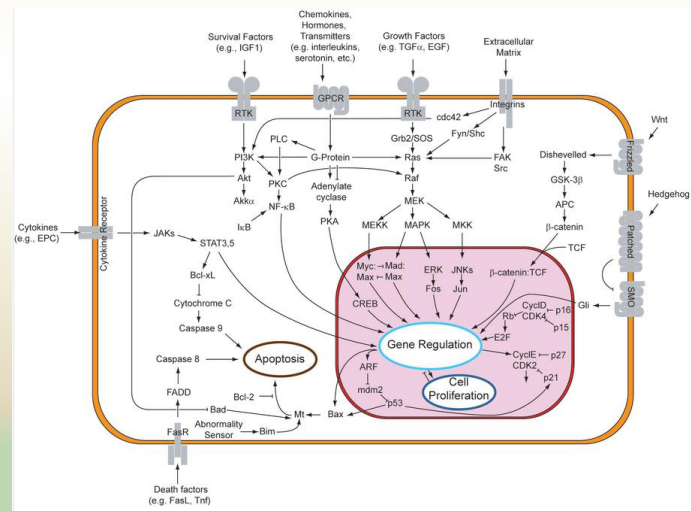 Chemokines,
Hormones,
Transmitters
(e.g. interleukins,
serotonin, etc.)
Survival Factors
(e.g., IGF1)
Growth Factors
(e.g. TGFα, EGF)
Extracellular
Matrix
RTK
GPCR
RTK
Integrins
cdc42
Wnt
Frizzled
PLC
Grb2/SOS
Fyn/Shc
Dishevelled
PI3K
G-Protein
Ras
FAK
Src
GSK-3β
Akt
PKC
Adenylate
cyclase
Raf
APC
Hedgehog
Akkα
NF-κB
MEK
β-catenin
IκB
PKA
MEKK
MAPK
MKK
TCF
Patched
Cytokines
(e.g., EPC)
Cytokine Receptor
JAKs
STAT3,5
Myc:
Max
Mad:
Max
ERK
Fos
JNKs
Jun
β-catenin:TCF
SMO
Bcl-xL
Cytochrome C
Caspase 9
CREB
CycID
CDK4
p16
p15
Rb
E2F
Gli
Gene Regulation
Caspase 8
Apoptosis
ARF
CyclE
CDK2
p27
p21
FADD
mdm2
Cell
Proliferation
Bcl-2
p53
Bad
Mt
Bax
FasR
Abnormality
Sensor
Bim
Death factors
(e.g. FasL, Tnf)